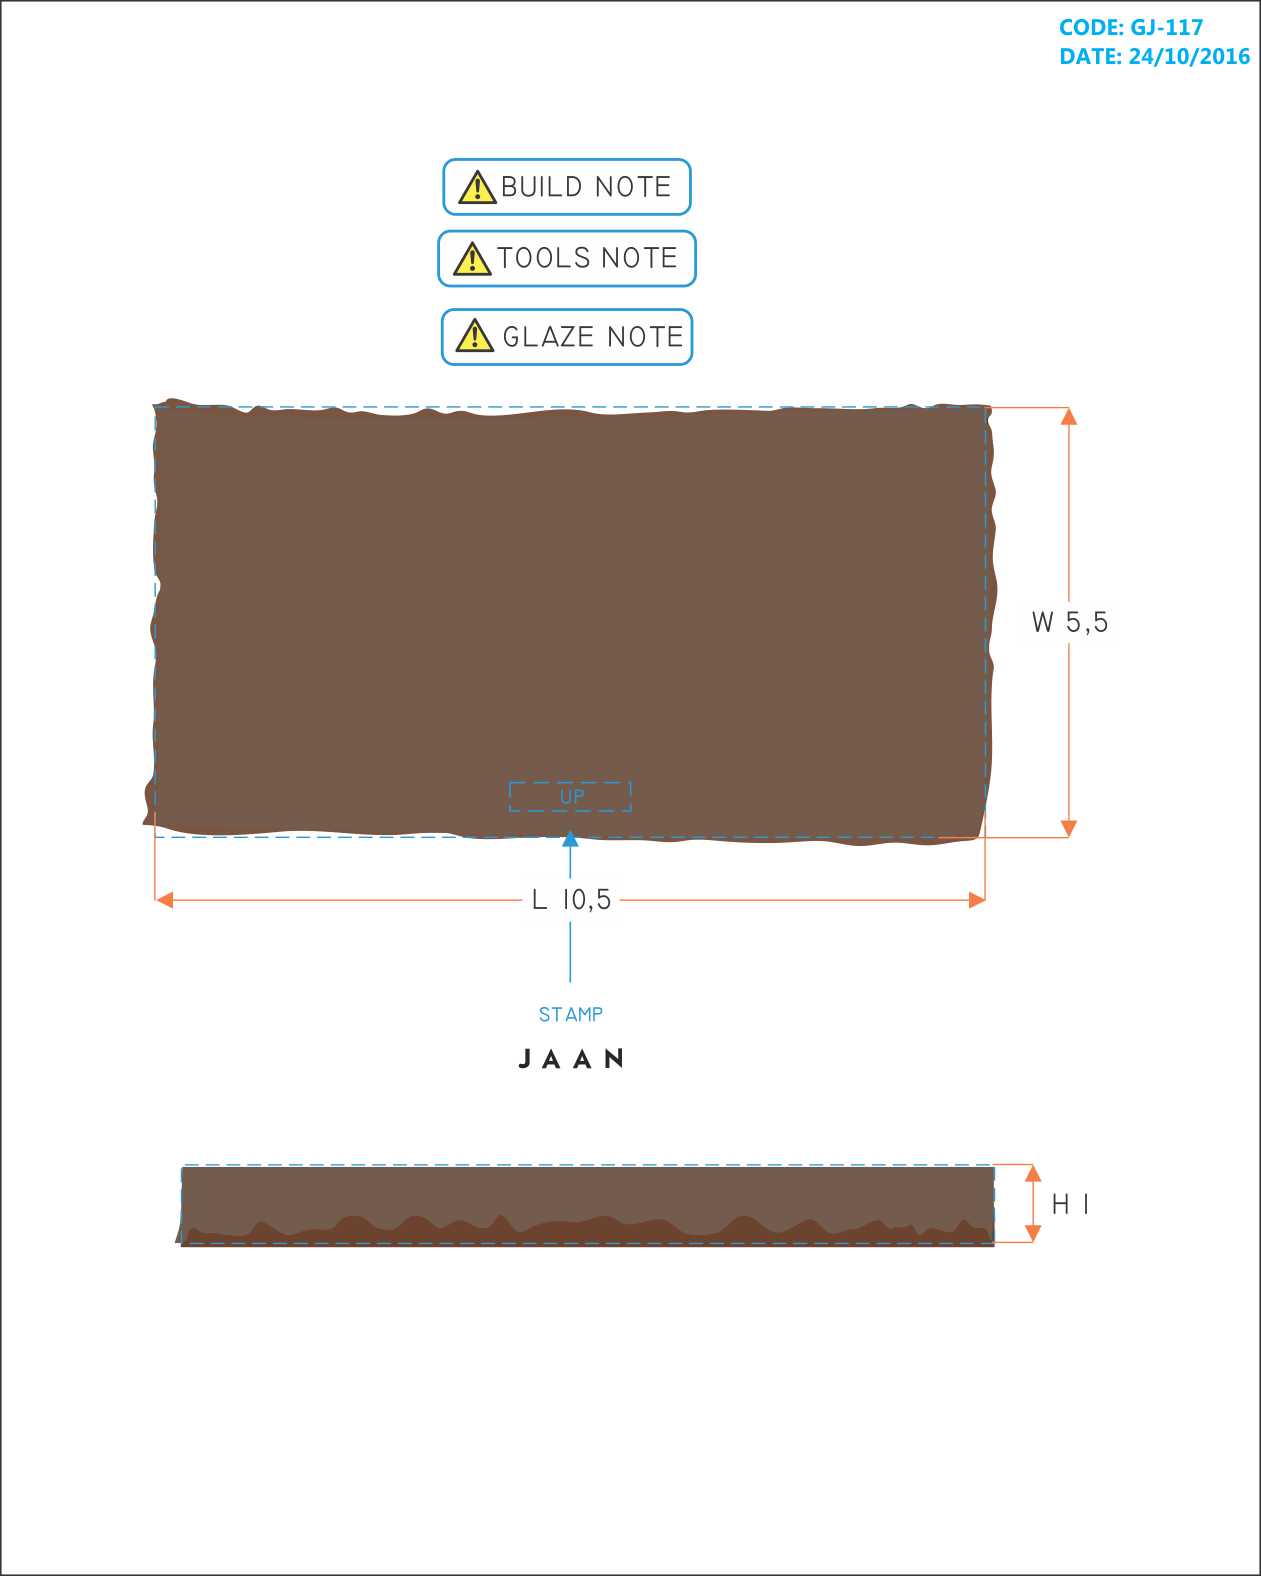 CODE: GJ-117
DATE: 24/10/2016
BUILD NOTE
TOOLS NOTE
GLAZE NOTE
W 5,5
UP
L 10,5
STAMP
JAAN
H 1